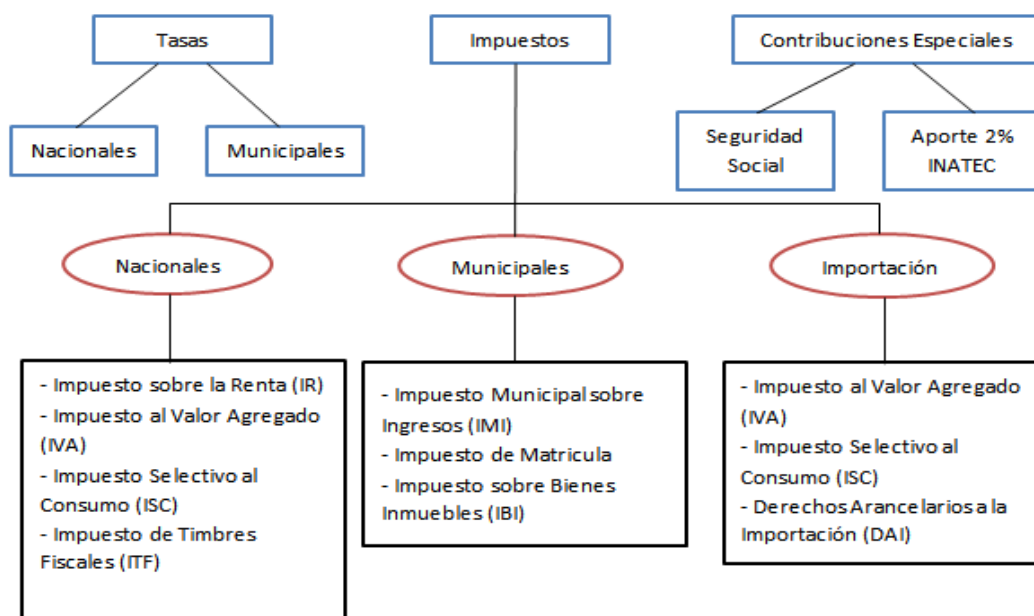 Tasas
Impuestos
Contribuciones Especiales
Nacionales
Municipales
Seguridad
Social
Aporte 2%
INATEC
Nacionales
Municipales
Importación
- Impuesto sobre la Renta (IR)
- Impuesto al Valor Agregado
(IVA)
- Impuesto Selectivo al
Consumo (ISC)
- Impuesto de Timbres
Fiscales (ITF)
- Impuesto Municipal sobre
Ingresos (IMI)
- Impuesto de Matricula
- Impuesto sobre Bienes
Inmuebles (IBI)
- Impuesto al Valor Agregado
(IVA)
- Impuesto Selectivo al
Consumo (ISC)
- Derechos Arancelarios a la
Importación (DAI)